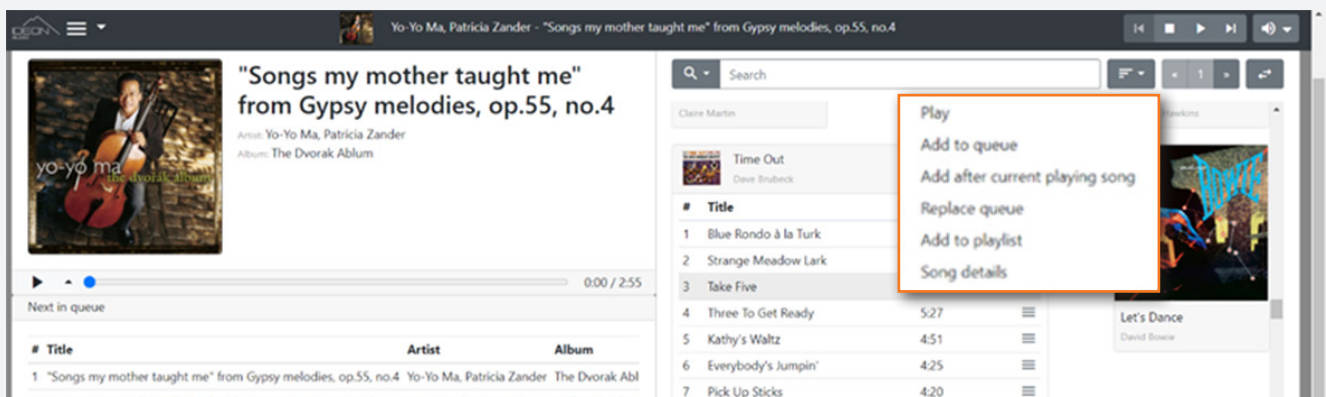 IDEON
Yo-Yo Ma, Patricia Zander - "Songs my mother taught me" from Gypsy melodies, op.55, no.4
yo-yo ma
the dvorak album
"Songs my mother taught me"
from Gypsy melodies, op.55, no.4
Artist: Yo-Yo Ma, Patricia Zander
Album: The Dvorak Ablum
0:00 / 2:55
Next in queue
# Title Artist Album
1 "Songs my mother taught me" from Gypsy melodies, op.55, no.4 Yo-Yo Ma, Patricia Zander The Dvorak Abl
Search
« 1 »
Claire Martin
Hawkins
Time Out
Dave Brubeck
# Title
1 Blue Rondo à la Turk
2 Strange Meadow Lark
3 Take Five
4 Three To Get Ready 5:27
5 Kathy's Waltz 4:51
6 Everybody's Jumpin' 4:25
7 Pick Up Sticks 4:20
Play
Add to queue
Add after current playing song
Replace queue
Add to playlist
Song details
BOWIE
Let's Dance
David Bowie